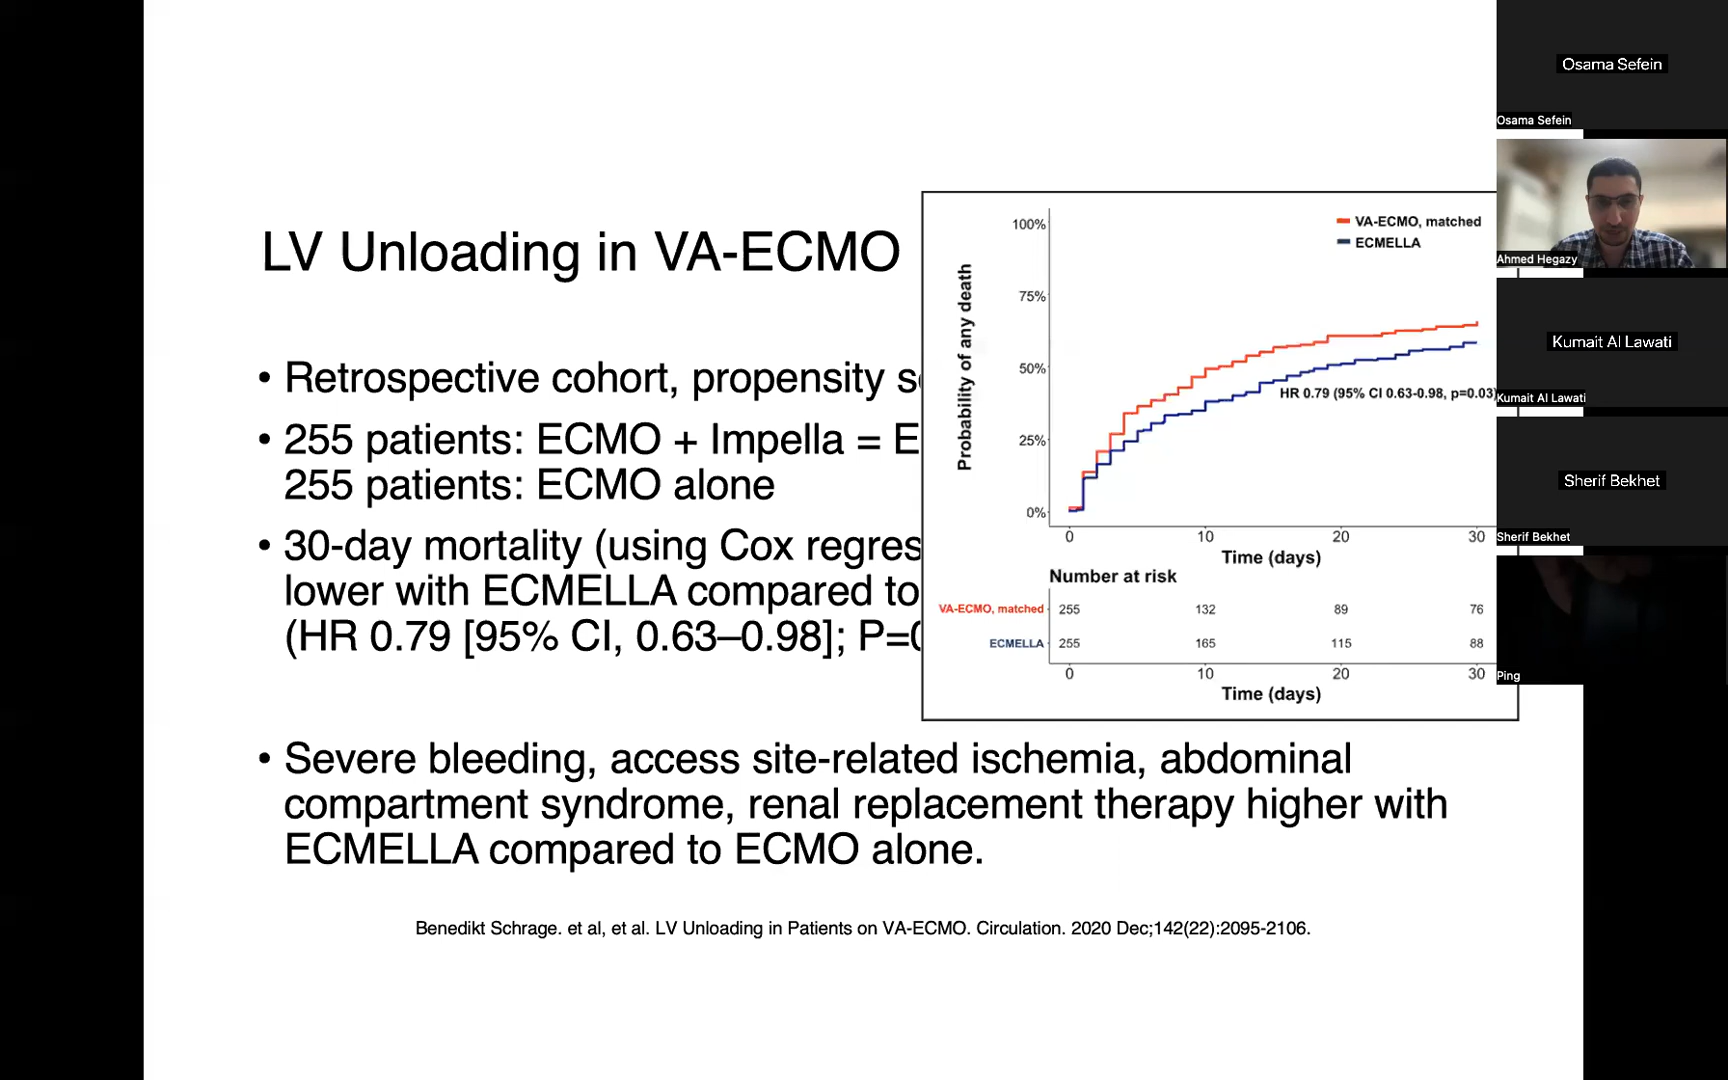 LV Unloading in VA-ECMO
• Retrospective cohort, propensity
• 255 patients: ECMO + Impella =
255 patients: ECMO alone
• 30-day mortality (using Cox
lower with ECMELLA compared to
(HR 0.79 [95% CI, 0.63–0.98];
• Severe bleeding, access site-related ischemia, abdominal
compartment syndrome, renal replacement therapy higher with
ECMELLA compared to ECMO alone.
Benedikt Schrage. et al, et al. LV Unloading in Patients on VA-ECMO. Circulation. 2020 Dec;142(22):2095-2106.
VA-ECMO, matched
ECMELLA
Probability of any death
100%
75%
50%
25%
0%
HR 0.79 (95% CI 0.63-0.98, p=0.03)
0 10 20 30
Time (days)
Number at risk
VA-ECMO, matched 255 132 89 76
ECMELLA 255 165 115 88
0 10 20 30
Time (days)
Osama Sefein
Osama Sefein
Ahmed Hegazy
Kumait Al Lawati
Kumait Al Lawati
Sherif Bekhet
Sherif Bekhet
Ping